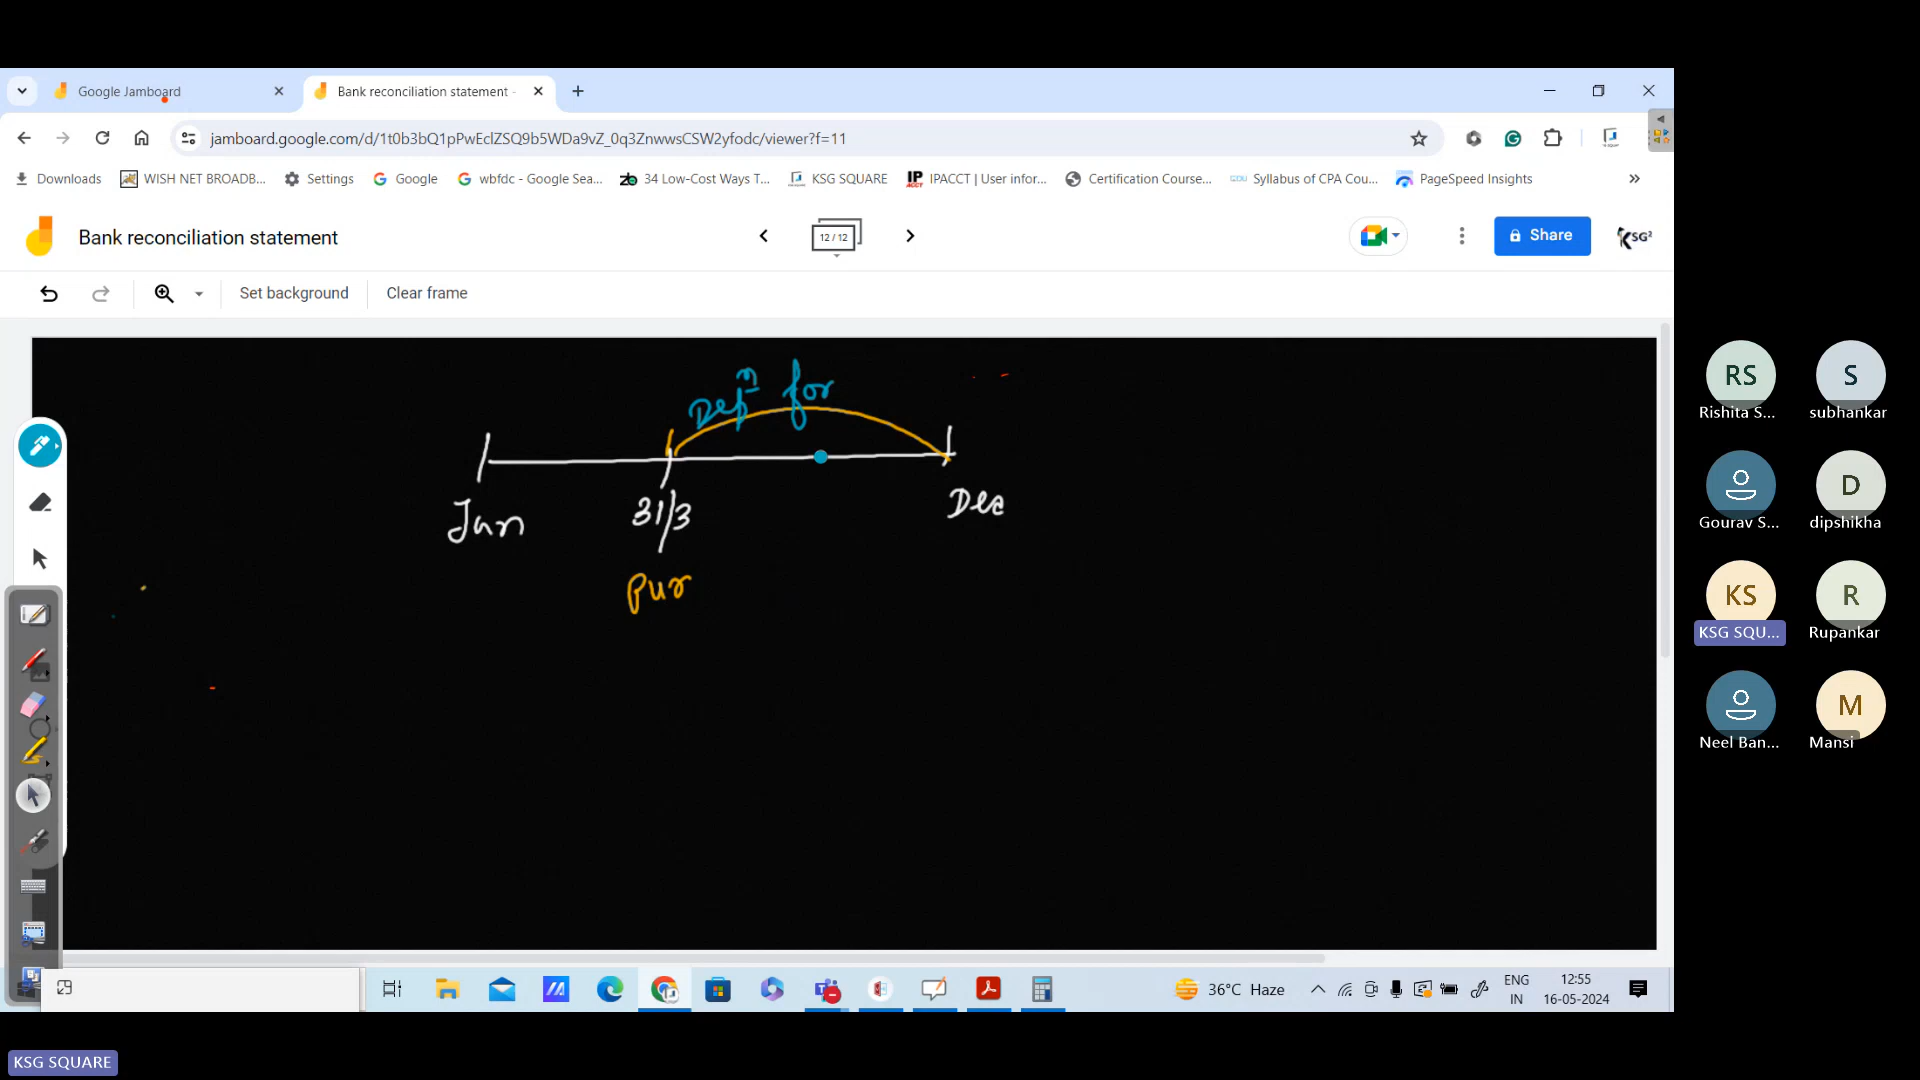 Google Jamboard
Bank reconciliation statement -
jamboard.google.com/d/1t0b3bQ1pPwEclZSQ9b5WDa9vZ_0q3ZnwwsCSW2yfodc/viewer?f=11
Downloads WISH NET BROADB... Settings Google wbfdc - Google Sea... 34 Low-Cost Ways T... KSG SQUARE IPACCT | User infor... Certification Course... Syllabus of CPA Cou... PageSpeed Insights »
Bank reconciliation statement
12 / 12
Share
KSG²
Set background Clear frame
Depn for
Jan 31/3 Dec
Pur
RS S
Rishita S... subhankar
D
Gourav S... dipshikha
KS R
KSG SQU... Rupankar
M
Neel Ban... Mansi
36°C Haze
ENG
IN
12:55
16-05-2024
KSG SQUARE